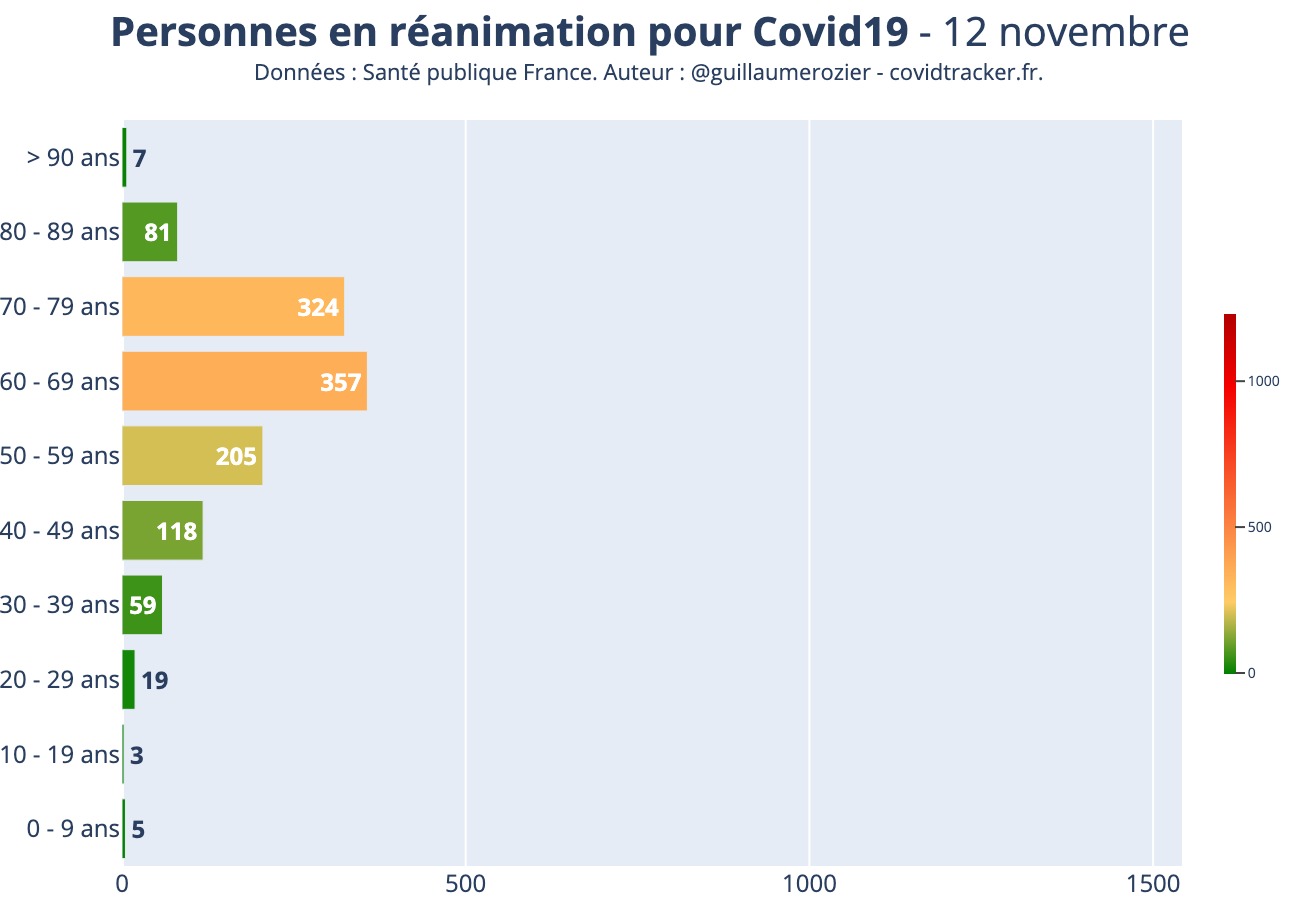 Personnes en réanimation pour Covid19 - 12 novembre
Données : Santé publique France. Auteur : @guillaumerozier - covidtracker.fr.
> 90 ans 7
80 - 89 ans 81
70 - 79 ans 324
60 - 69 ans 357
50 - 59 ans 205
40 - 49 ans 118
30 - 39 ans 59
20 - 29 ans 19
10 - 19 ans 3
0 - 9 ans 5
0 500 1000 1500
1000
500
0